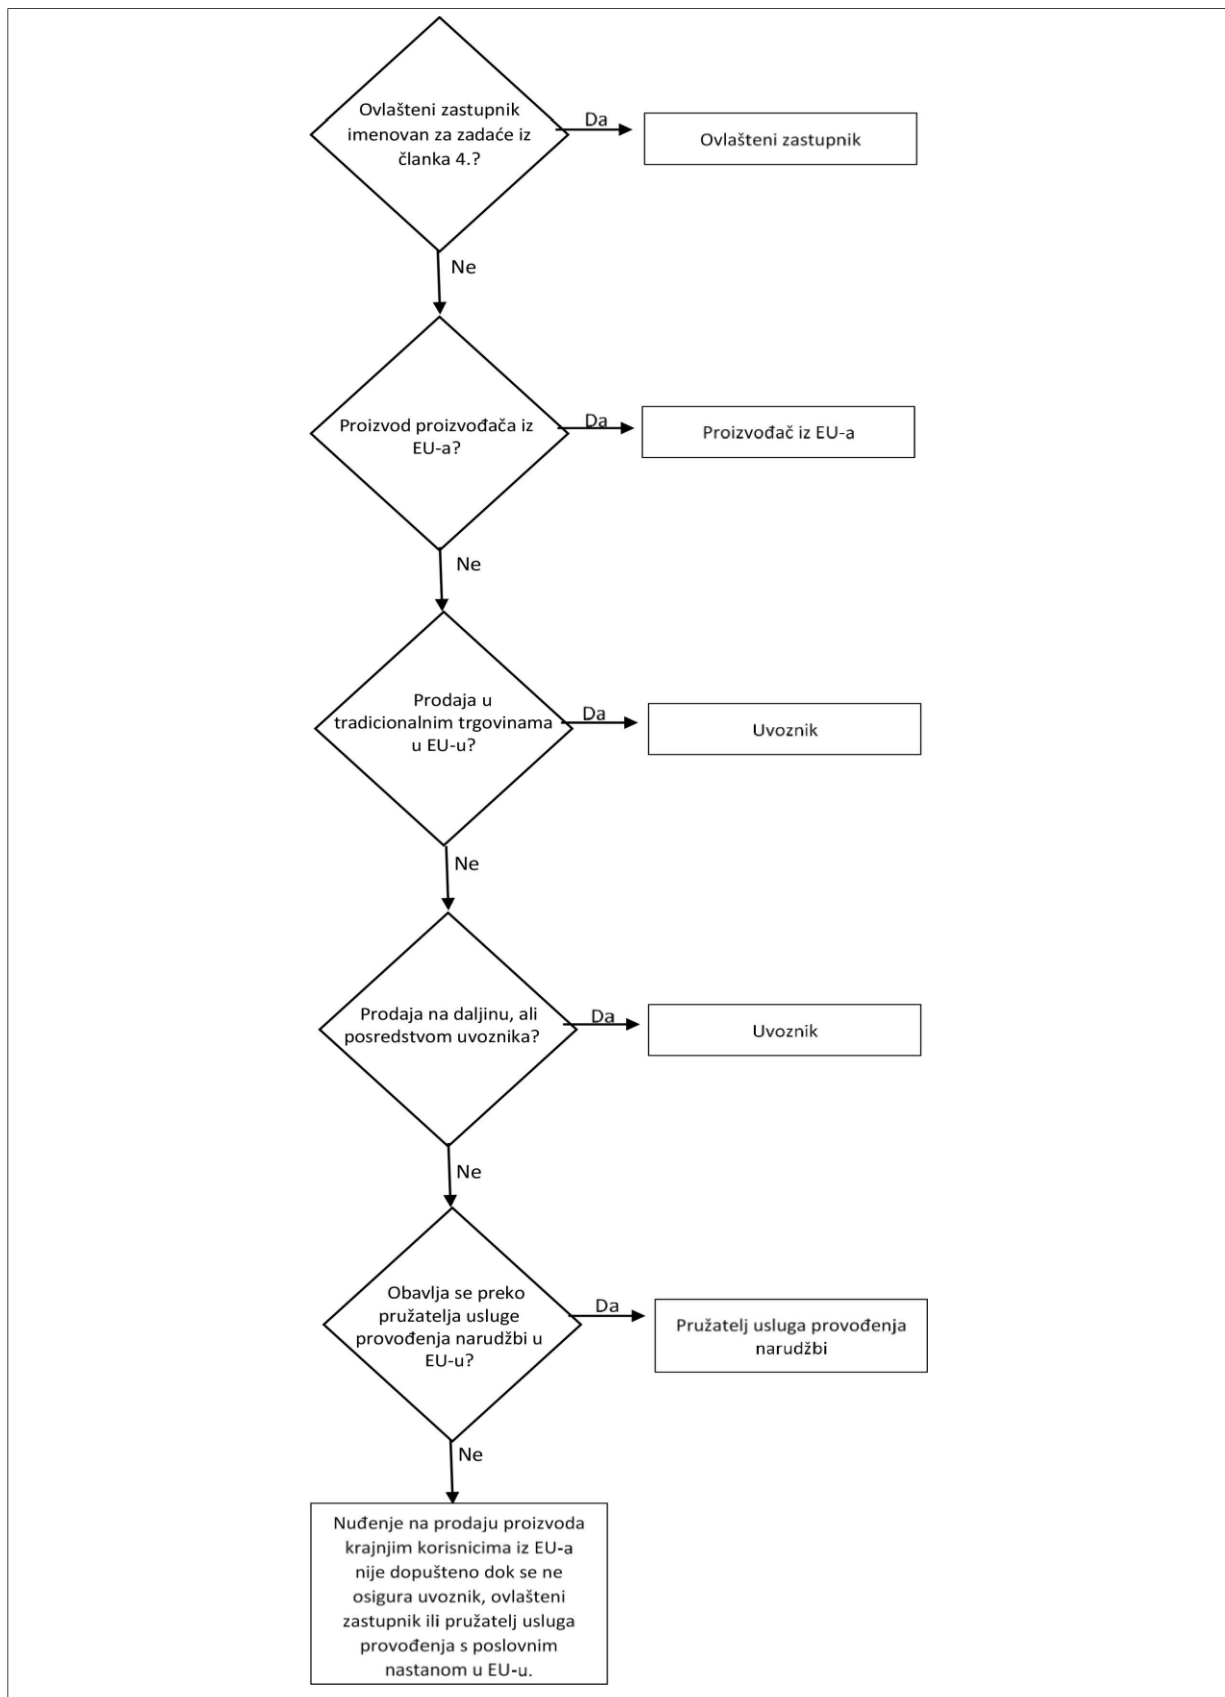 Ovlašteni zastupnik
imenovan za zadaće iz
članka 4.?
Da
Ovlašteni zastupnik
Ne
Proizvod proizvođača iz
EU-a?
Da
Proizvođač iz EU-a
Ne
Prodaja u
tradicionalnim trgovinama
u EU-u?
Da
Uvoznik
Ne
Prodaja na daljinu, ali
posredstvom uvoznika?
Da
Uvoznik
Ne
Obavlja se preko
pružatelja usluge
provođenja narudžbi u
EU-u?
Da
Pružatelj usluga provođenja
narudžbi
Ne
Nuđenje na prodaju proizvoda
krajnjim korisnicima iz EU-a
nije dopušteno dok se ne
osigura uvoznik, ovlašteni
zastupnik ili pružatelj usluga
provođenja s poslovnim
nastanom u EU-u.